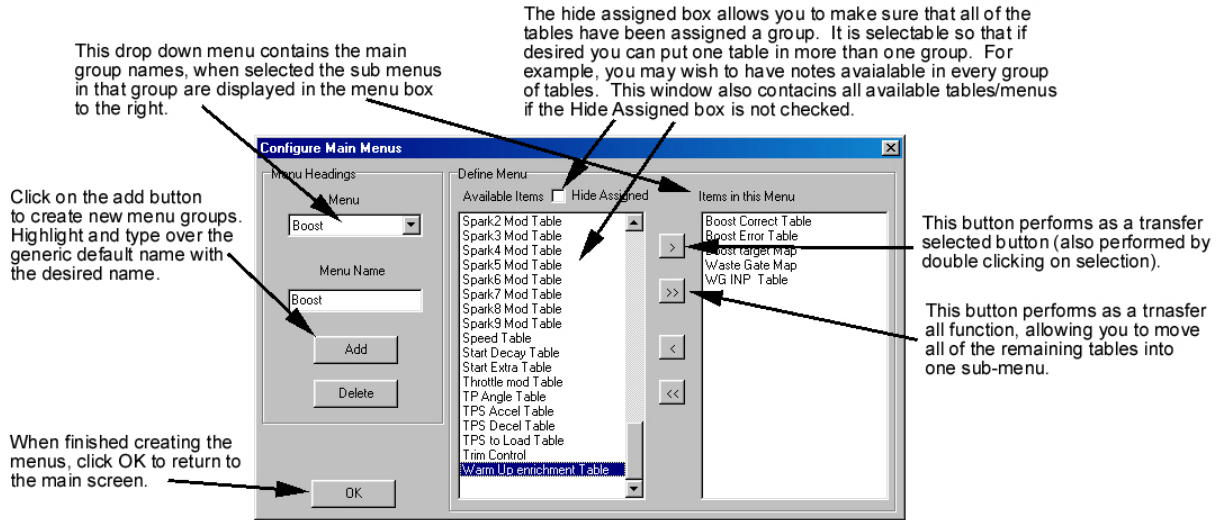 The hide assigned box allows you to make sure that all of the
tables have been assigned a group.  It is selectable so that if
desired you can put one table in more than one group.  For
example, you may wish to have notes avaialable in every group
of tables.  This window also contacins all available tables/menus
if the Hide Assigned box is not checked.
This drop down menu contains the main
group names, when selected the sub menus
in that group are displayed in the menu box
to the right.
Click on the add button
to create new menu groups.
Highlight and type over the
generic default name with
the desired name.
When finished creating the
menus, click OK to return to
the main screen.
Configure Main Menus
Menu Headings
Menu
Boost
Menu Name
Boost
Add
Delete
OK
Define Menu
Available Items
Hide Assigned
Spark2 Mod Table
Spark3 Mod Table
Spark4 Mod Table
Spark5 Mod Table
Spark6 Mod Table
Spark7 Mod Table
Spark8 Mod Table
Spark9 Mod Table
Speed Table
Start Decay Table
Start Extra Table
Throttle mod Table
TP Angle Table
TPS Accel Table
TPS Decel Table
TPS to Load Table
Trim Control
Warm Up enrichment Table
>
>>
<
<<
Items in this Menu
Boost Correct Table
Boost Error Table
Boost target Map
Waste Gate Map
WG INP  Table
This button performs as a transfer
selected button (also performed by
double clicking on selection).
This button performs as a trnasfer
all function, allowing you to move
all of the remaining tables into
one sub-menu.